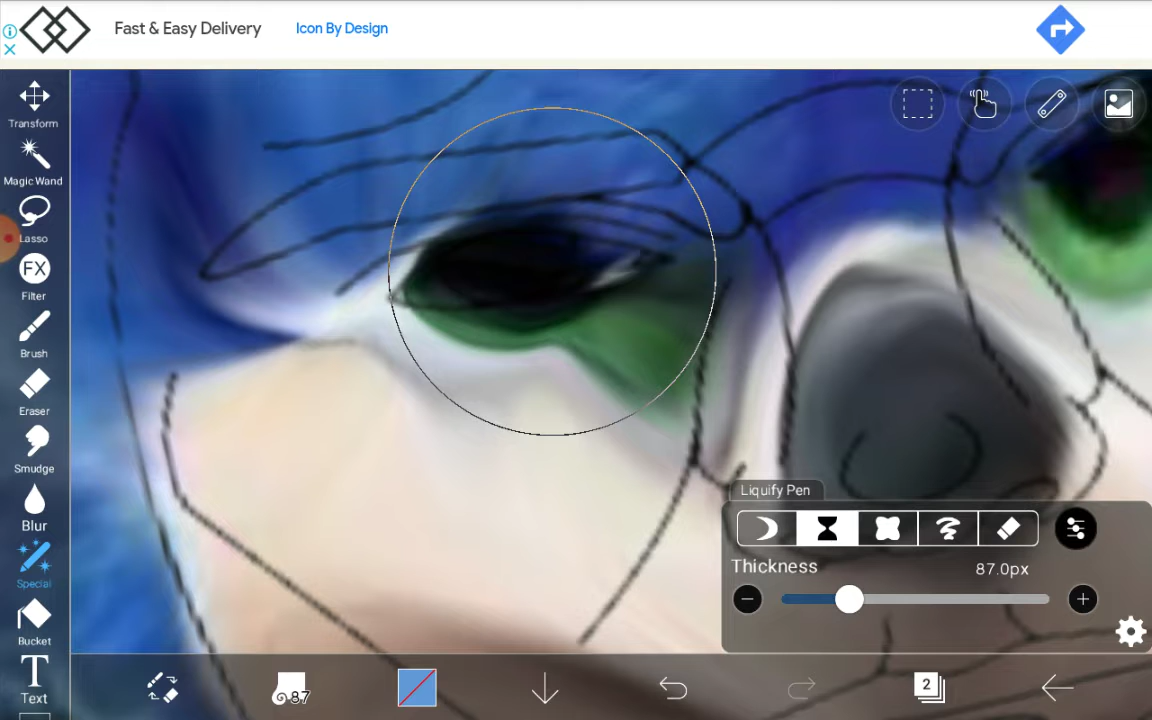 Fast & Easy Delivery
Icon By Design
Transform
Magic Wand
Lasso
FX
Filter
Brush
Eraser
Smudge
Blur
Special
Bucket
T
Text
Liquify Pen
Thickness
87.0px
87
2